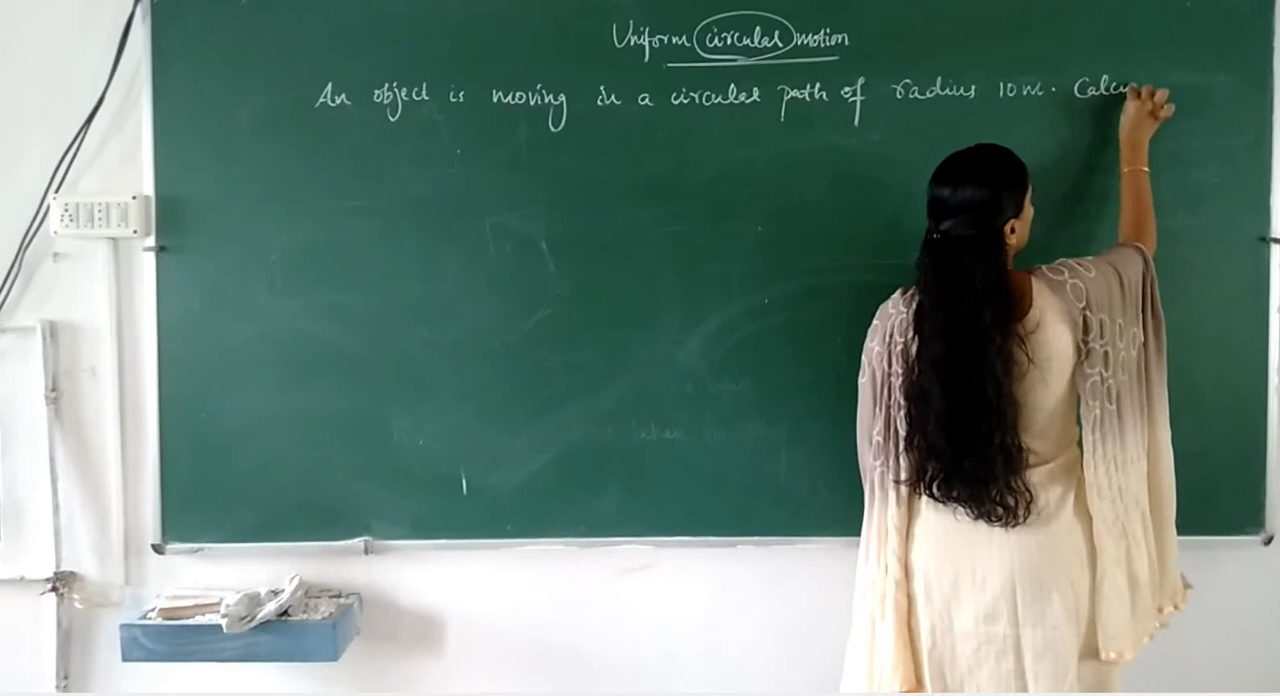 Uniform circular motion
An object is moving in a circular path of radius 10m. Calcu